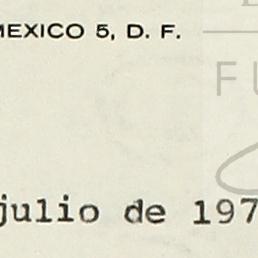 MEXICO 5, D. F.
FU
julio de 197